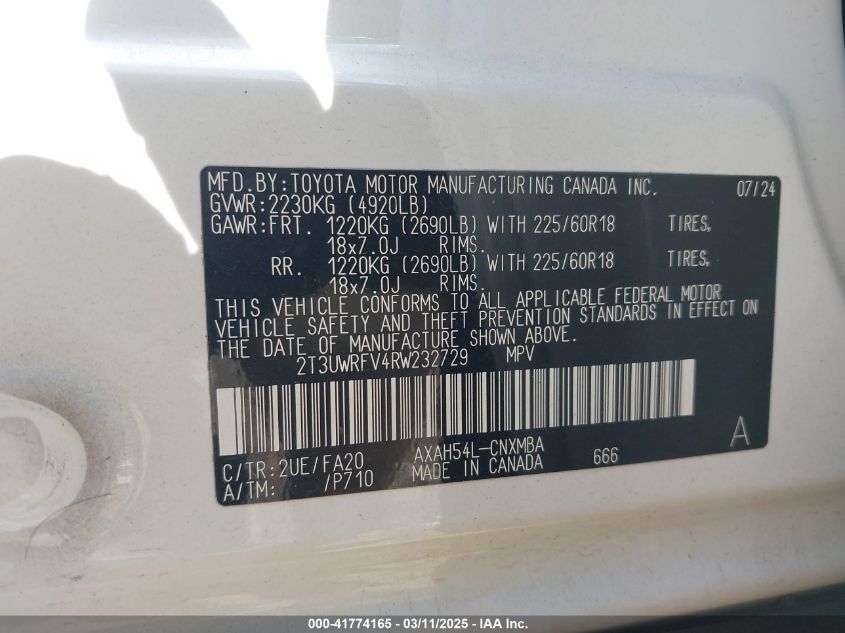 MFD.BY:TOYOTA MOTOR MANUFACTURING CANADA INC. 07/24
GVWR:2230KG (4920LB)
GAWR:FRT. 1220KG (2690LB) WITH 225/60R18 TIRES,
18x7.0J RIMS.
RR. 1220KG (2690LB) WITH 225/60R18 TIRES,
18x7.0J RIMS.
THIS VEHICLE CONFORMS TO ALL APPLICABLE FEDERAL MOTOR
VEHICLE SAFETY AND THEFT PREVENTION STANDARDS IN EFFECT ON
THE DATE OF MANUFACTURE SHOWN ABOVE.
2T3UWRFV4RW232729 MPV
C/TR:2UE/FA20 AXAH54L-CNXMBA 666 A
A/TM: /P710 MADE IN CANADA
000-41774165 - 03/11/2025 - IAA Inc.